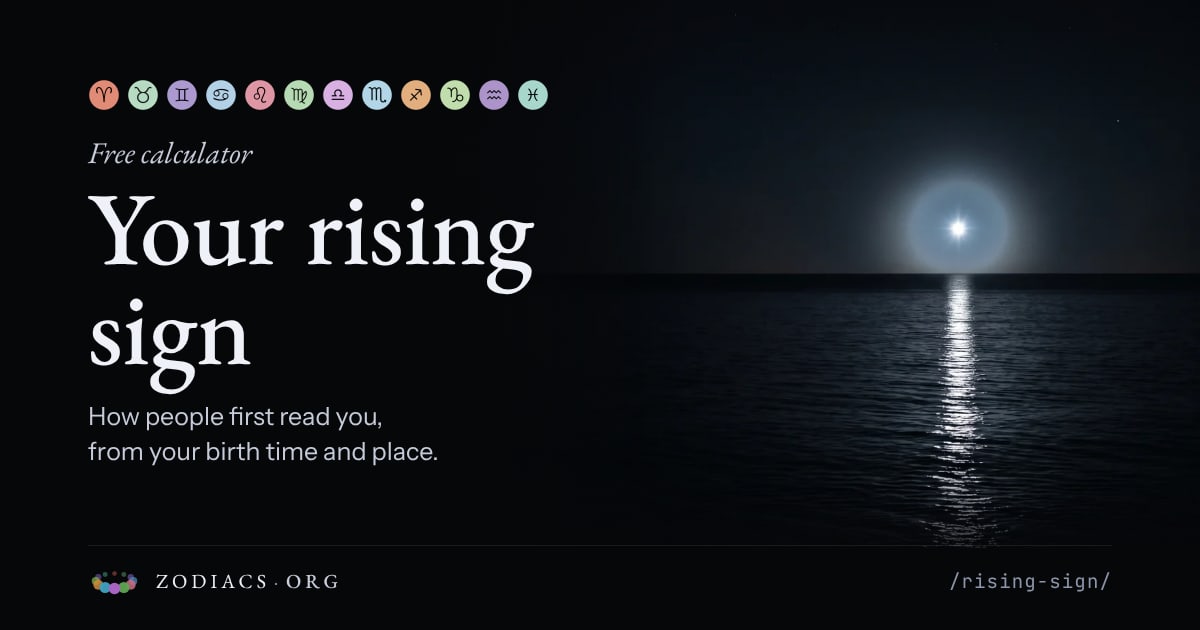 ♈ ♉ ♊ ♋ ♌ ♍ ♎ ♏ ♐ ♑ ♒ ♓
Free calculator
Your rising
sign
How people first read you,
from your birth time and place.
ZODIACS·ORG
/rising-sign/